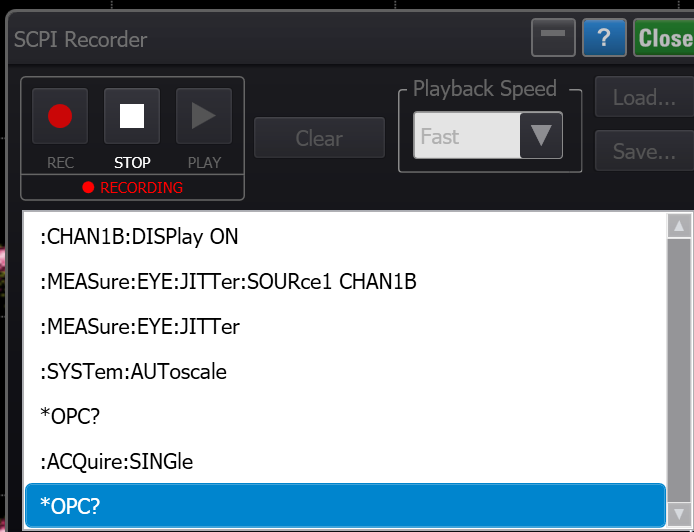 SCPI Recorder
?
Close
REC
STOP
PLAY
RECORDING
Clear
Playback Speed
Fast
Load...
Save...
:CHAN1B:DISPlay ON
:MEASure:EYE:JITTer:SOURce1 CHAN1B
:MEASure:EYE:JITTer
:SYSTem:AUToscale
*OPC?
:ACQuire:SINGle
*OPC?